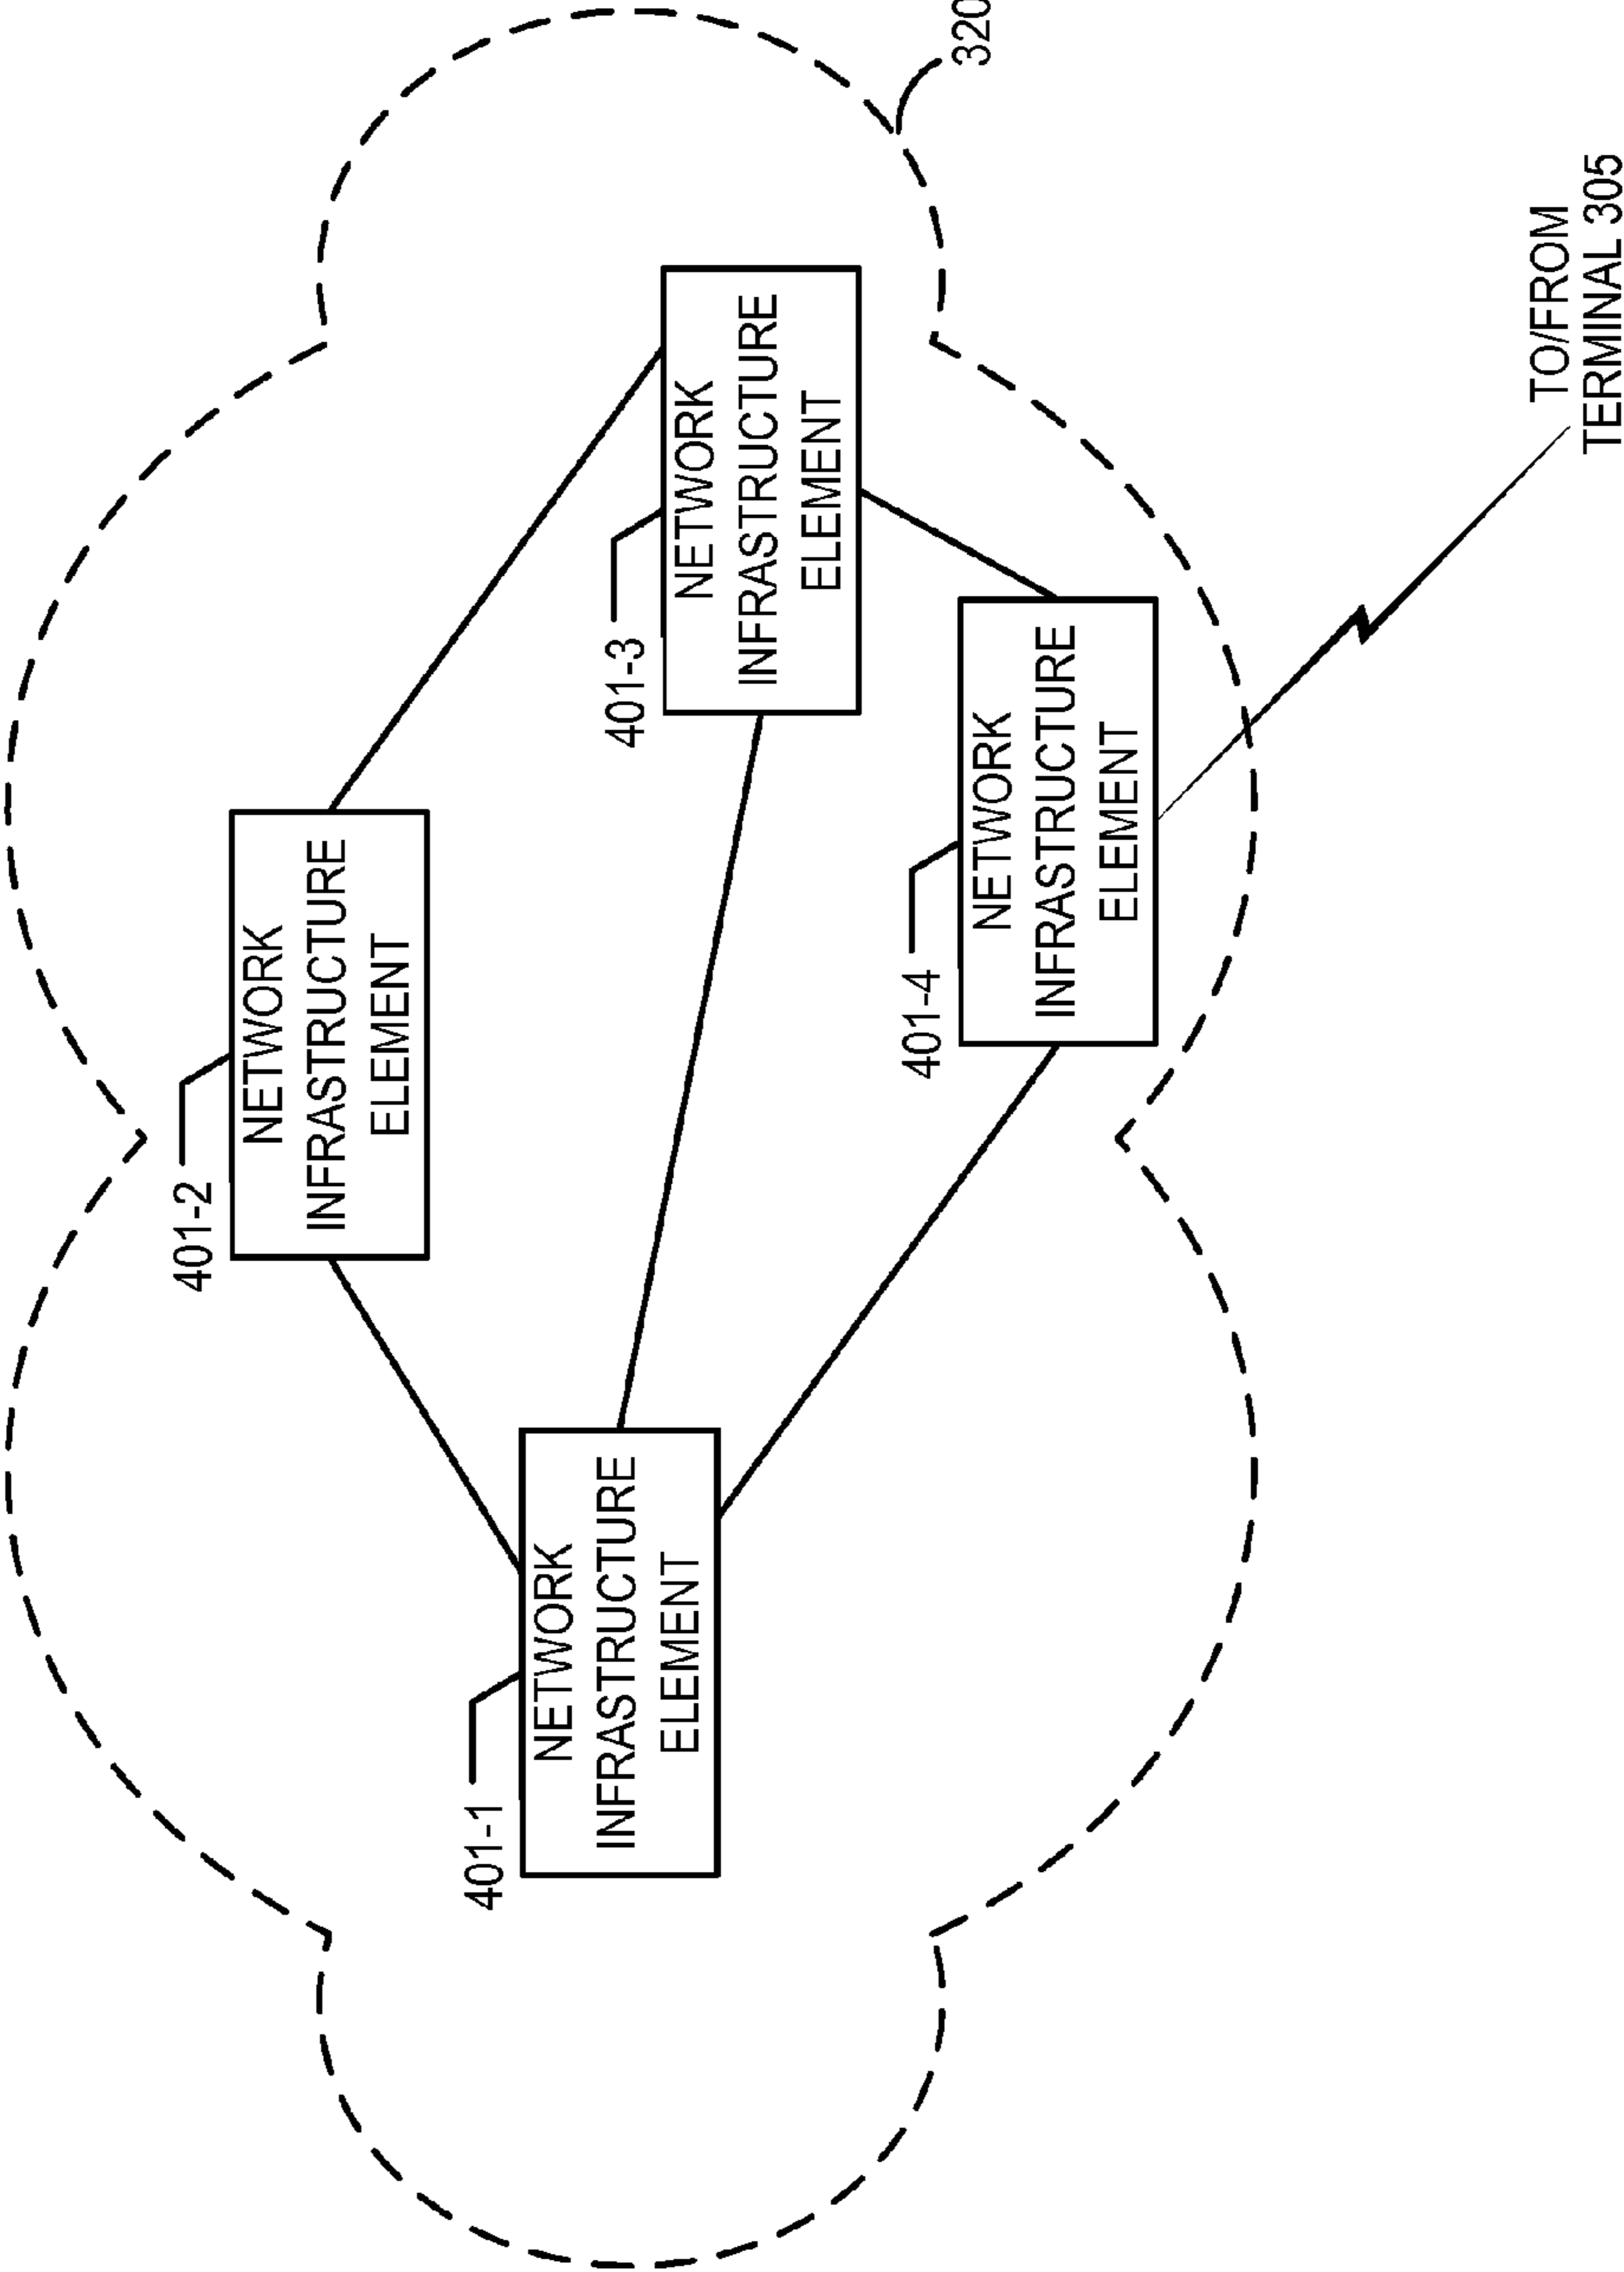 401-2
NETWORK
INFRASTRUCTURE
ELEMENT
401-1
NETWORK
INFRASTRUCTURE
ELEMENT
401-3
NETWORK
INFRASTRUCTURE
ELEMENT
401-4
NETWORK
INFRASTRUCTURE
ELEMENT
320
TO/FROM
TERMINAL 305